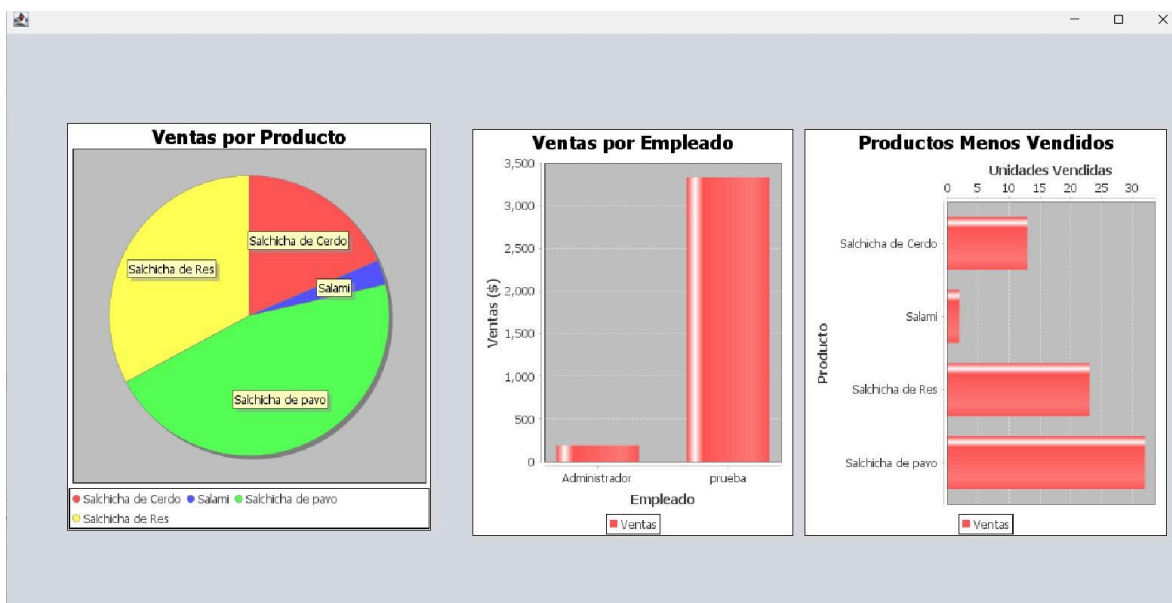 Ventas por Producto
Salchicha de Cerdo
Salchicha de Res
Salami
Salchicha de pavo
Salchicha de Cerdo Salami Salchicha de pavo
Salchicha de Res
Ventas por Empleado
3,500
3,000
2,500
2,000
1,500
1,000
500
0
Ventas ($)
Administrador prueba
Empleado
Ventas
Productos Menos Vendidos
Unidades Vendidas
0 5 10 15 20 25 30
Producto
Salchicha de Cerdo
Salami
Salchicha de Res
Salchicha de pavo
Ventas